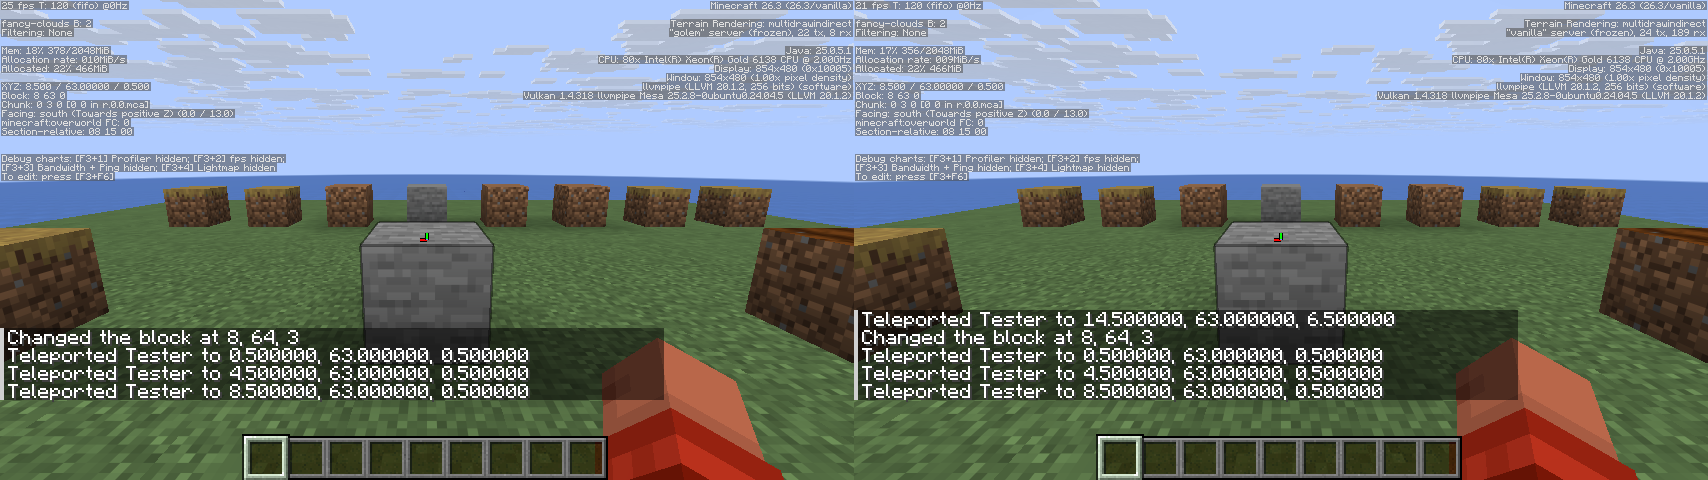 25 fps T: 120 (fifo) @0Hz
fancy-clouds B: 2
Filtering: None
Mem: 18% 378/2048MiB
Allocation rate: 010MiB/s
Allocated: 22% 466MiB
XYZ: 8.500 / 63.00000 / 0.500
Block: 8 63 0
Chunk: 0 3 0 [0 0 in r.0.0.mca]
Facing: south (Towards positive Z) (0.0 / 13.0)
minecraft:overworld FC: 0
Section-relative: 08 15 00
Debug charts: [F3+1] Profiler hidden; [F3+2] fps hidden;
[F3+3] Bandwidth + Ping hidden; [F3+4] Lightmap hidden
To edit: press [F3+F6]
Minecraft 26.3 (26.3/vanilla)
Terrain Rendering: multidrawindirect
"golem" server (frozen), 22 tx, 8 rx
Java: 25.0.5.1
CPU: 80x Intel(R) Xeon(R) Gold 6138 CPU @ 2.00GHz
Display: 854x480 (0x10005)
Window: 854x480 (1.00x pixel density)
llvmpipe (LLVM 20.1.2, 256 bits) (software)
Vulkan 1.4.318 llvmpipe Mesa 25.2.8-0ubuntu0.24.04.5 (LLVM 20.1.2)
Changed the block at 8, 64, 3
Teleported Tester to 0.500000, 63.000000, 0.500000
Teleported Tester to 4.500000, 63.000000, 0.500000
Teleported Tester to 8.500000, 63.000000, 0.500000
21 fps T: 120 (fifo) @0Hz
fancy-clouds B: 2
Filtering: None
Mem: 17% 356/2048MiB
Allocation rate: 009MiB/s
Allocated: 22% 466MiB
XYZ: 8.500 / 63.00000 / 0.500
Block: 8 63 0
Chunk: 0 3 0 [0 0 in r.0.0.mca]
Facing: south (Towards positive Z) (0.0 / 13.0)
minecraft:overworld FC: 0
Section-relative: 08 15 00
Debug charts: [F3+1] Profiler hidden; [F3+2] fps hidden;
[F3+3] Bandwidth + Ping hidden; [F3+4] Lightmap hidden
To edit: press [F3+F6]
Minecraft 26.3 (26.3/vanilla)
Terrain Rendering: multidrawindirect
"vanilla" server (frozen), 24 tx, 189 rx
Java: 25.0.5.1
CPU: 80x Intel(R) Xeon(R) Gold 6138 CPU @ 2.00GHz
Display: 854x480 (0x10005)
Window: 854x480 (1.00x pixel density)
llvmpipe (LLVM 20.1.2, 256 bits) (software)
Vulkan 1.4.318 llvmpipe Mesa 25.2.8-0ubuntu0.24.04.5 (LLVM 20.1.2)
Teleported Tester to 14.500000, 63.000000, 6.500000
Changed the block at 8, 64, 3
Teleported Tester to 0.500000, 63.000000, 0.500000
Teleported Tester to 4.500000, 63.000000, 0.500000
Teleported Tester to 8.500000, 63.000000, 0.500000